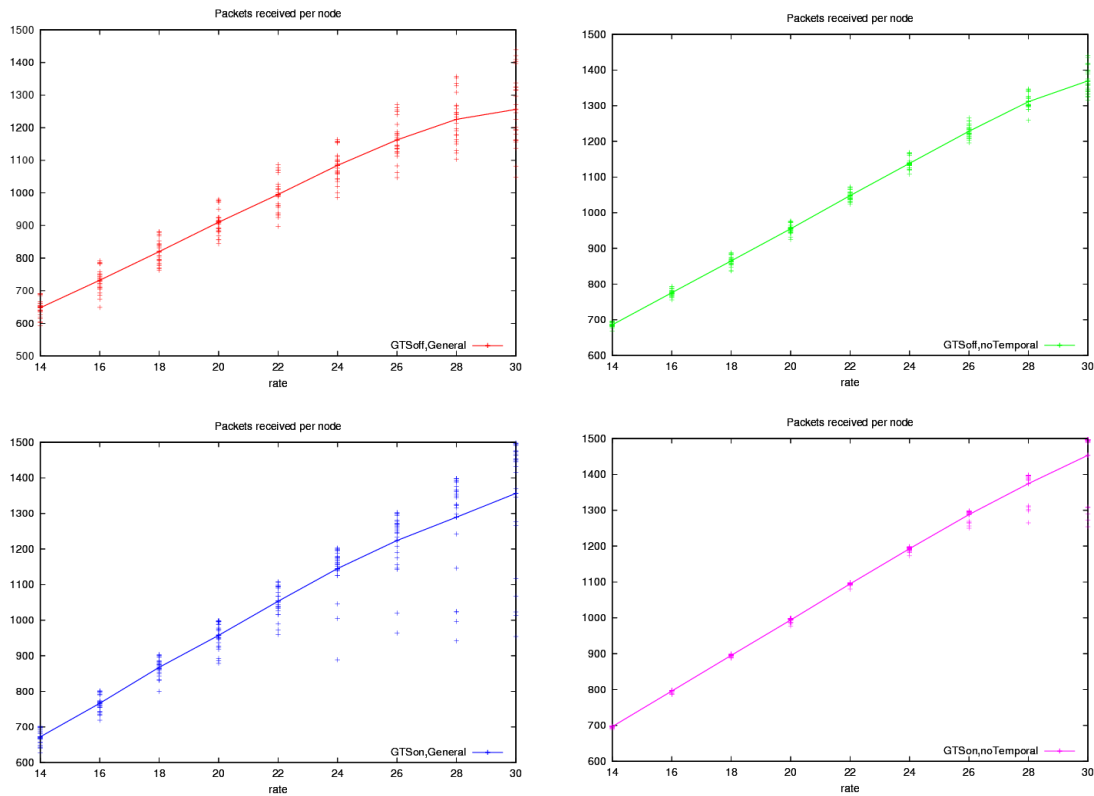 Packets received per node
1500
1400
1300
1200
1100
1000
900
800
700
600
500
GTSoff,General
14 16 18 20 22 24 26 28 30
rate
Packets received per node
1500
1400
1300
1200
1100
1000
900
800
700
600
GTSoff,noTemporal
14 16 18 20 22 24 26 28 30
rate
Packets received per node
1500
1400
1300
1200
1100
1000
900
800
700
600
GTSon,General
14 16 18 20 22 24 26 28 30
rate
Packets received per node
1500
1400
1300
1200
1100
1000
900
800
700
600
GTSon,noTemporal
14 16 18 20 22 24 26 28 30
rate